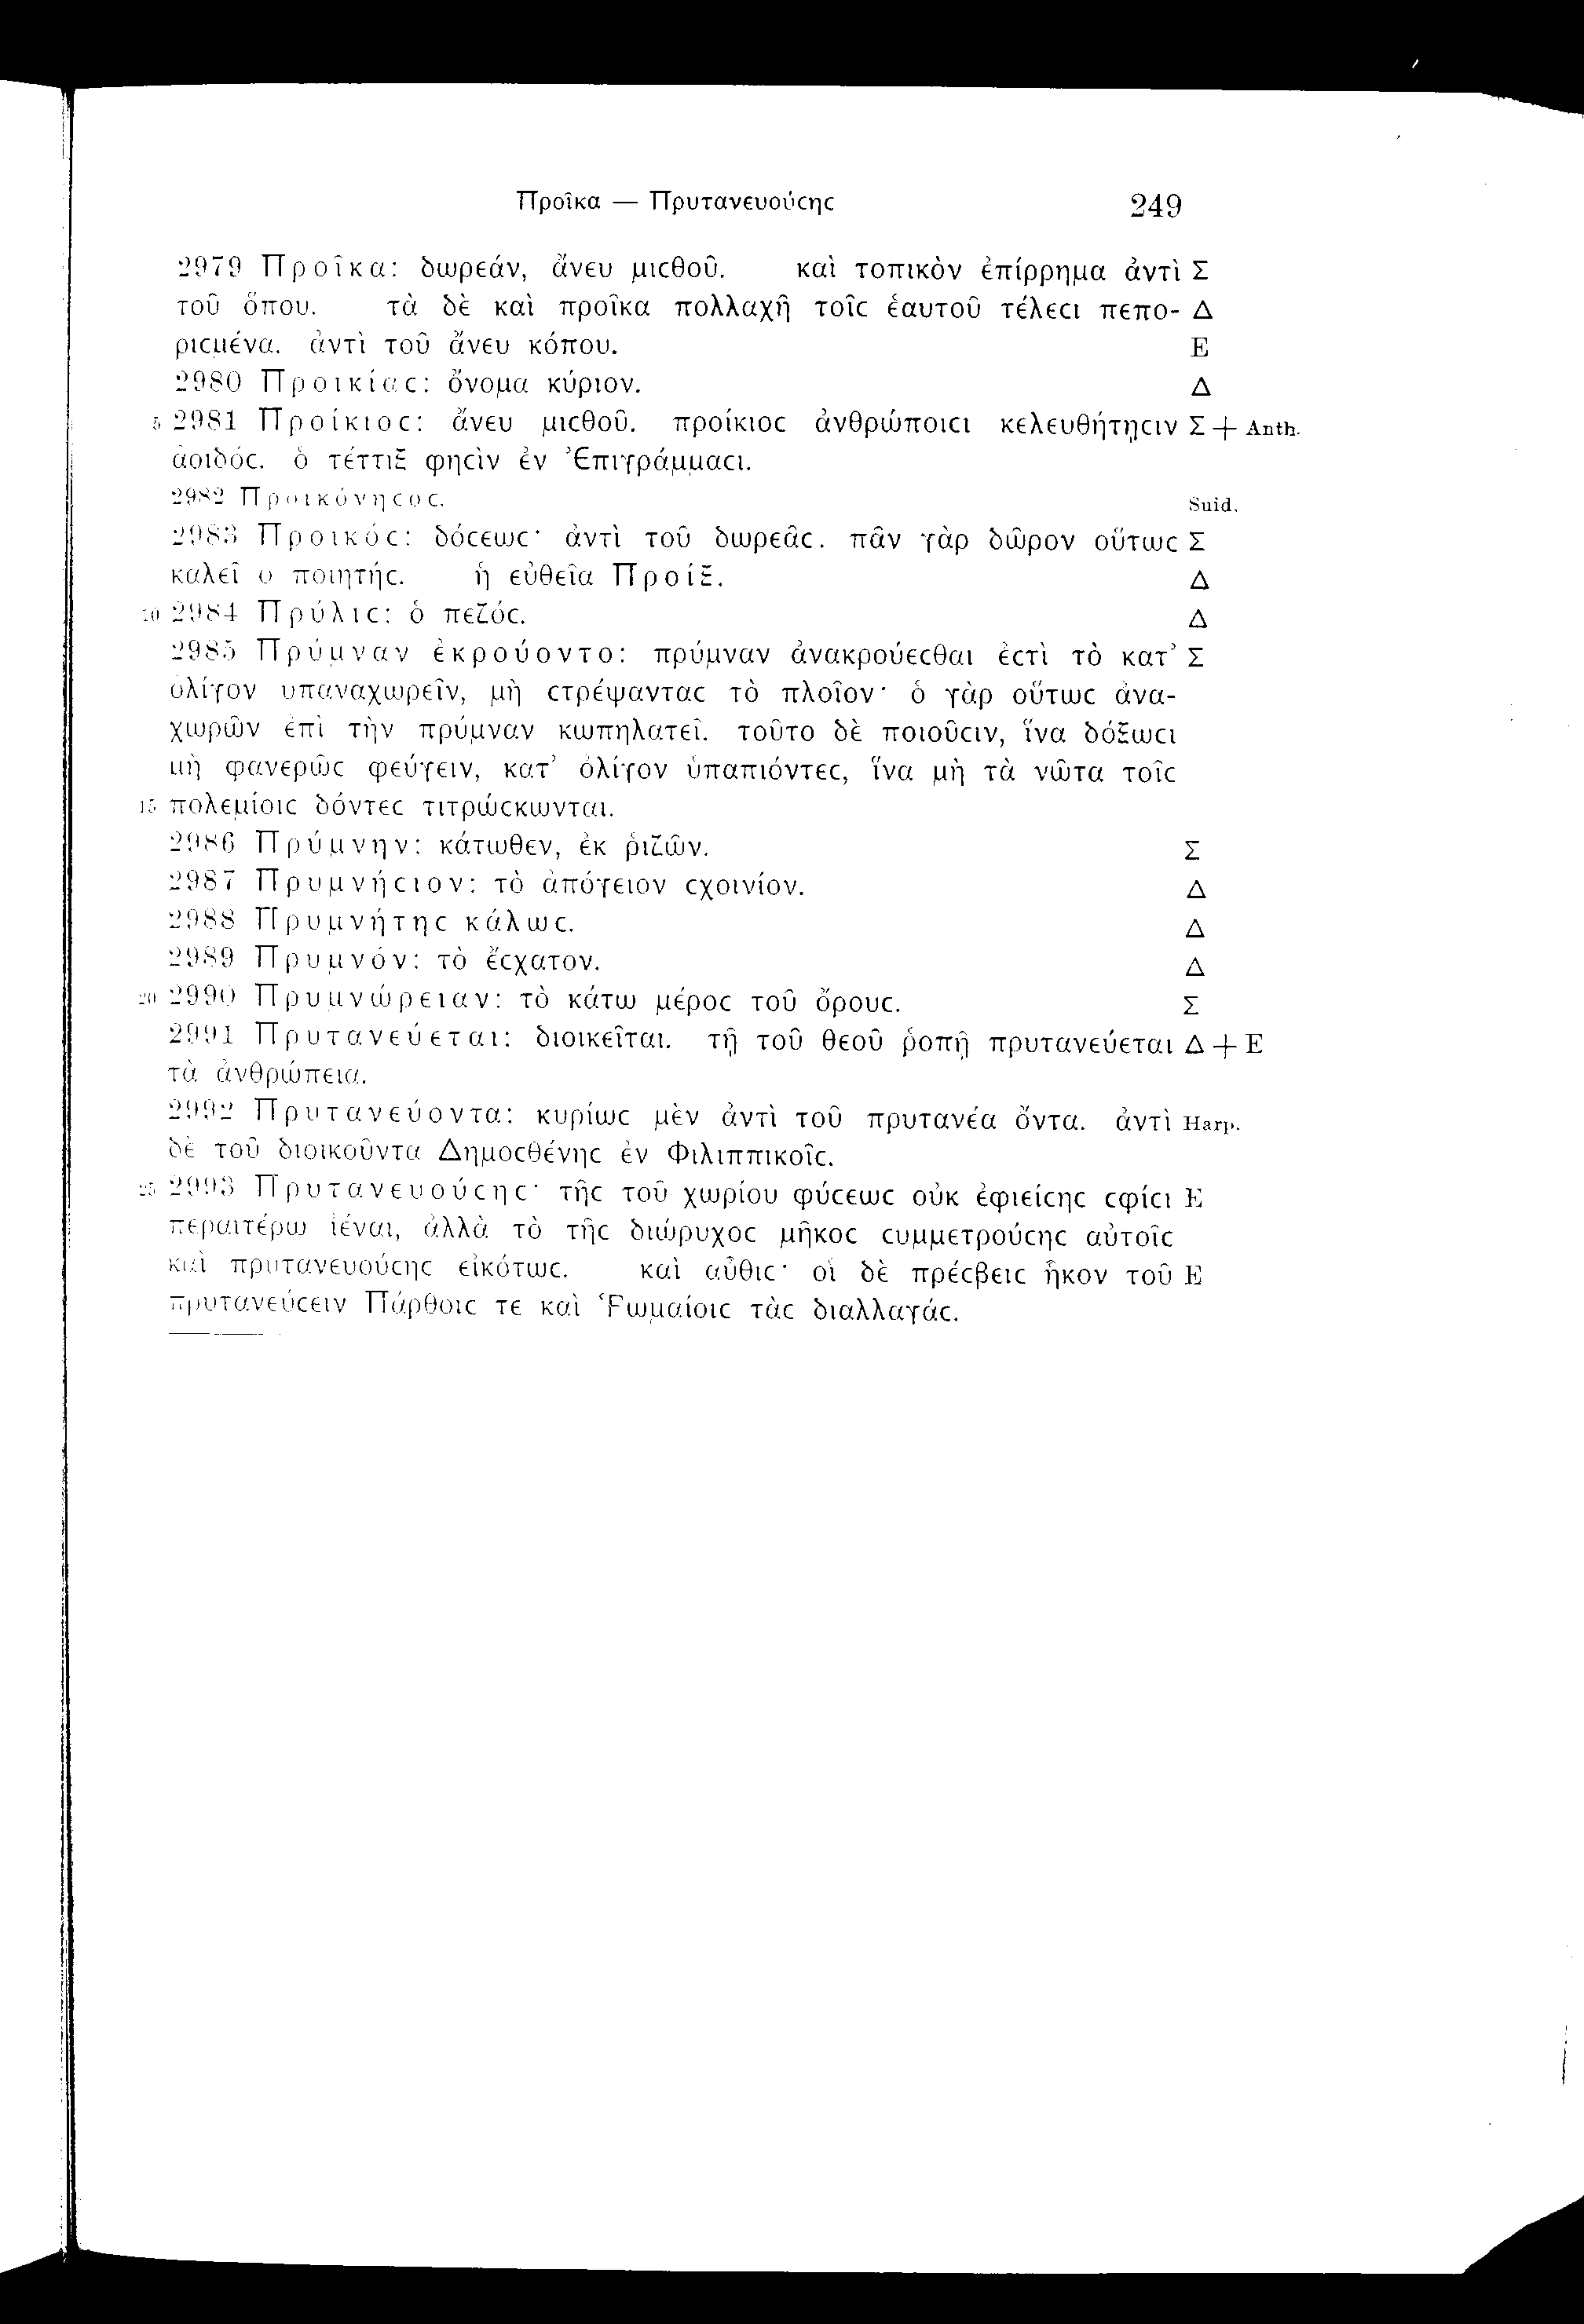 Προῖκα — Πρυτανευούϲηϲ 249
2979 Προῖκα: δωρεάν, ἄνευ μιϲθοῦ. καὶ τοπικὸν ἐπίρρημα ἀντὶ Σ
τοῦ ὅπου. τὰ δὲ καὶ προῖκα πολλαχῆ τοῖϲ ἑαυτοῦ τέλεϲι πεπο- Δ
ριϲμένα. ἀντὶ τοῦ ἄνευ κόπου. E
2980 Προικίαϲ: ὄνομα κύριον. Δ
5 2981 Προίκιοϲ: ἄνευ μιϲθοῦ. προίκιοϲ ἀνθρώποιϲι κελευθήτῃϲιν Σ + Anth.
ἀοιδόϲ. ὁ τέττιξ φηϲὶν ἐν Ἐπιγράμμαϲι.
2982 Προικόνηϲοϲ. Suid.
2983 Προικόϲ: δόϲεωϲ· ἀντὶ τοῦ δωρεᾶϲ. πᾶν γὰρ δῶρον οὕτωϲ Σ
καλεῖ ὁ ποιητήϲ. ἡ εὐθεῖα Προίξ. Δ
10 2984 Πρύλιϲ: ὁ πεζόϲ. Δ
2985 Πρύμναν ἐκρούοντο: πρύμναν ἀνακρούεϲθαι ἐϲτὶ τὸ κατ’ Σ
ὀλίγον ὑπαναχωρεῖν, μὴ ϲτρέψανταϲ τὸ πλοῖον· ὁ γὰρ οὕτωϲ ἀνα-
χωρῶν ἐπὶ τὴν πρύμναν κωπηλατεῖ. τοῦτο δὲ ποιοῦϲιν, ἵνα δόξωϲι
μὴ φανερῶϲ φεύγειν, κατ’ ὀλίγον ὑπαπιόντεϲ, ἵνα μὴ τὰ νῶτα τοῖϲ
15 πολεμίοιϲ δόντεϲ τιτρώϲκωνται.
2986 Πρύμνην: κάτωθεν, ἐκ ῥιζῶν. Σ
2987 Πρυμνήϲιον: τὸ ἀπόγειον ϲχοινίον. Δ
2988 Πρυμνήτηϲ κάλωϲ. Δ
2989 Πρυμνόν: τὸ ἔϲχατον. Δ
20 2990 Πρυμνώρειαν: τὸ κάτω μέροϲ τοῦ ὄρουϲ. Σ
2991 Πρυτανεύεται: διοικεῖται. τῇ τοῦ θεοῦ ῥοπῇ πρυτανεύεται Δ + E
τὰ ἀνθρώπεια.
2992 Πρυτανεύοντα: κυρίωϲ μὲν ἀντὶ τοῦ πρυτανέα ὄντα. ἀντὶ Harp.
δὲ τοῦ διοικοῦντα Δημοϲθένηϲ ἐν Φιλιππικοῖϲ.
25 2993 Πρυτανευούϲηϲ· τῆϲ τοῦ χωρίου φύϲεωϲ οὐκ ἐφιείϲηϲ ϲφίϲι E
περαιτέρω ἰέναι, ἀλλὰ τὸ τῆϲ διώρυχοϲ μῆκοϲ ϲυμμετρούϲηϲ αὐτοῖϲ
καὶ πρυτανευούϲηϲ εἰκότωϲ. καὶ αὖθιϲ· οἱ δὲ πρέϲβειϲ ἧκον τοῦ E
πρυτανεύϲειν Πάρθοιϲ τε καὶ Ῥωμαίοιϲ τὰϲ διαλλαγάϲ.